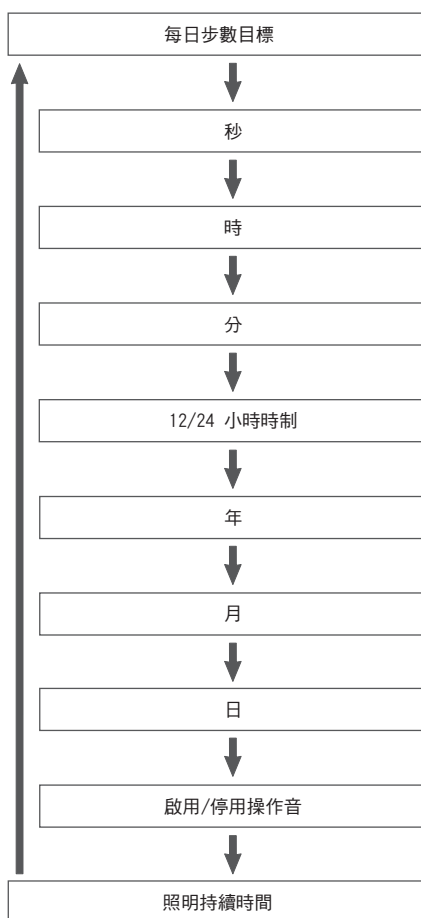 每日步數目標
秒
時
分
12/24 小時時制
年
月
日
啟用/停用操作音
照明持續時間